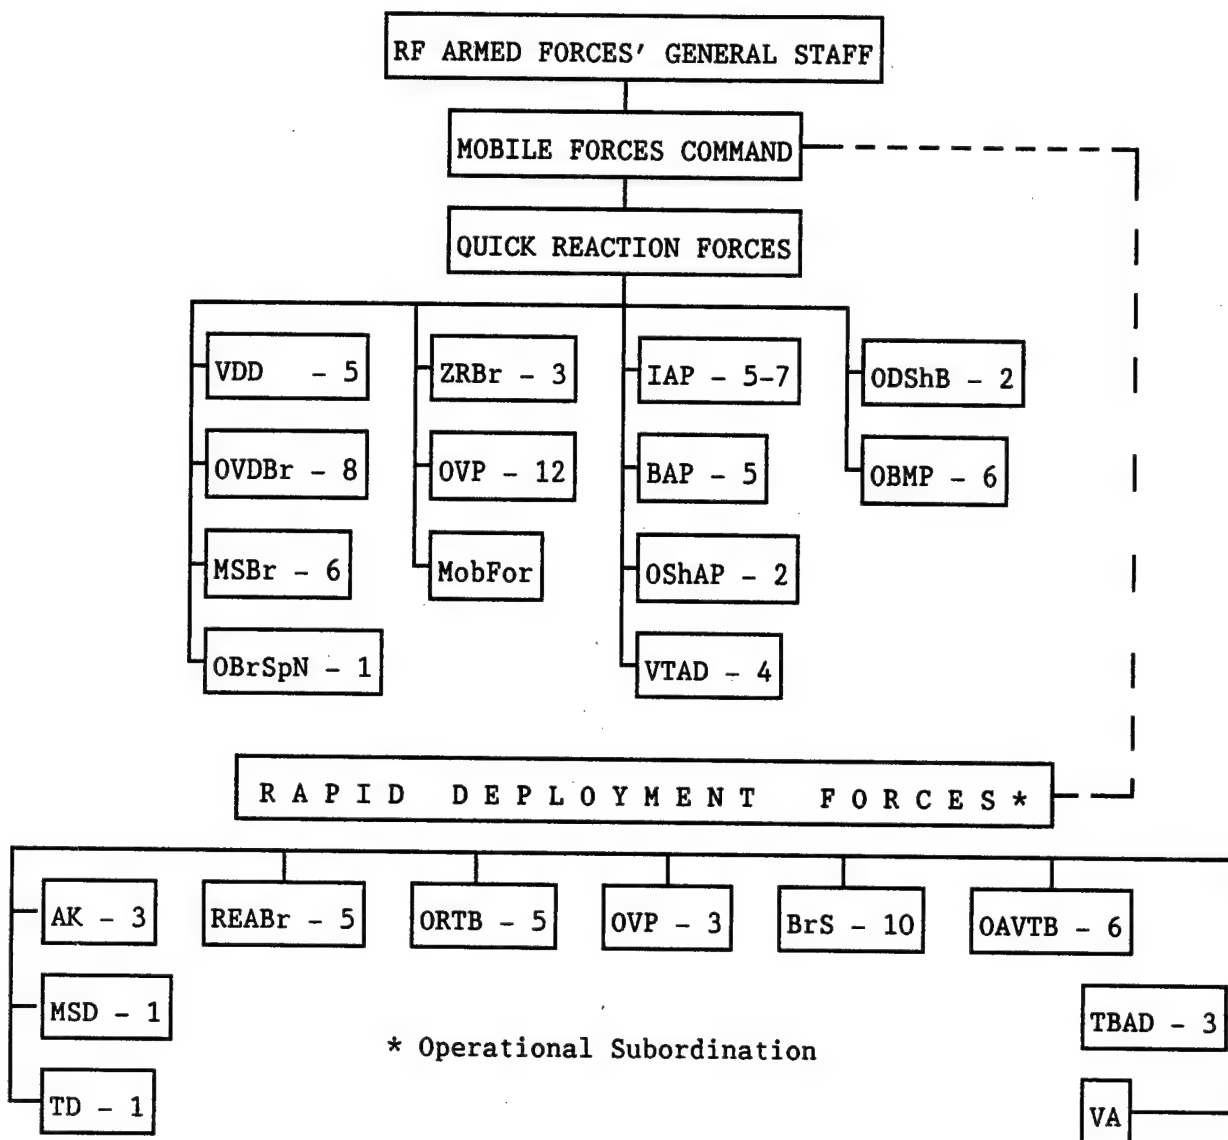 RF ARMED FORCES' GENERAL STAFF
MOBILE FORCES COMMAND
QUICK REACTION FORCES
VDD - 5
ZRBr - 3
IAP - 5-7
ODShB - 2
OVDBr - 8
OVP - 12
BAP - 5
OBMP - 6
MSBr - 6
MobFor
OShAP - 2
OBrSpN - 1
VTAD - 4
RAPID DEPLOYMENT FORCES*
AK - 3
REABr - 5
ORTB - 5
OVP - 3
BrS - 10
OAVTB - 6
MSD - 1
TBAD - 3
* Operational Subordination
TD - 1
VA